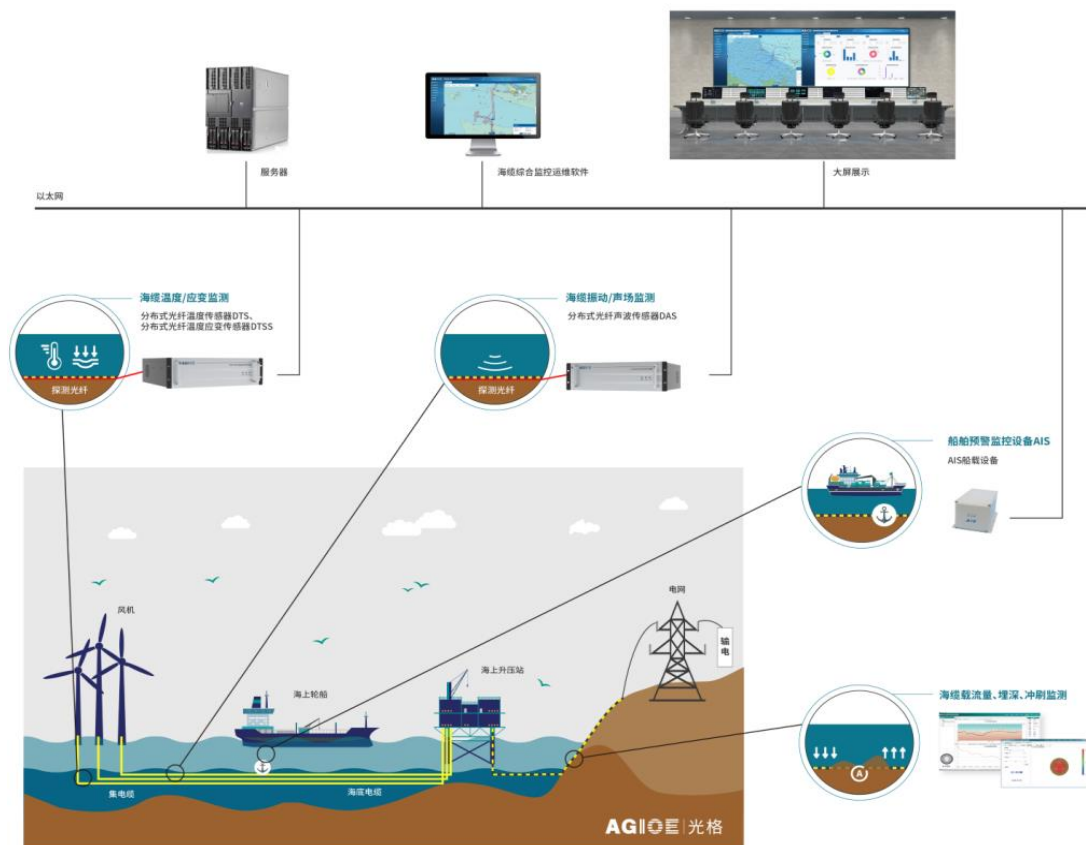 服务器
海缆综合监控运维软件
大屏展示
以太网
海缆温度/应变监测
分布式光纤温度传感器DTS、
分布式光纤温度应变传感器DTSS
探测光纤
海缆振动/声场监测
分布式光纤声波传感器DAS
探测光纤
船舶预警监控设备AIS
AIS船载设备
风机
海上轮船
海上升压站
电网
输电
集电缆
海底电缆
海缆载流量、埋深、冲刷监测
A
AGIOE|光格